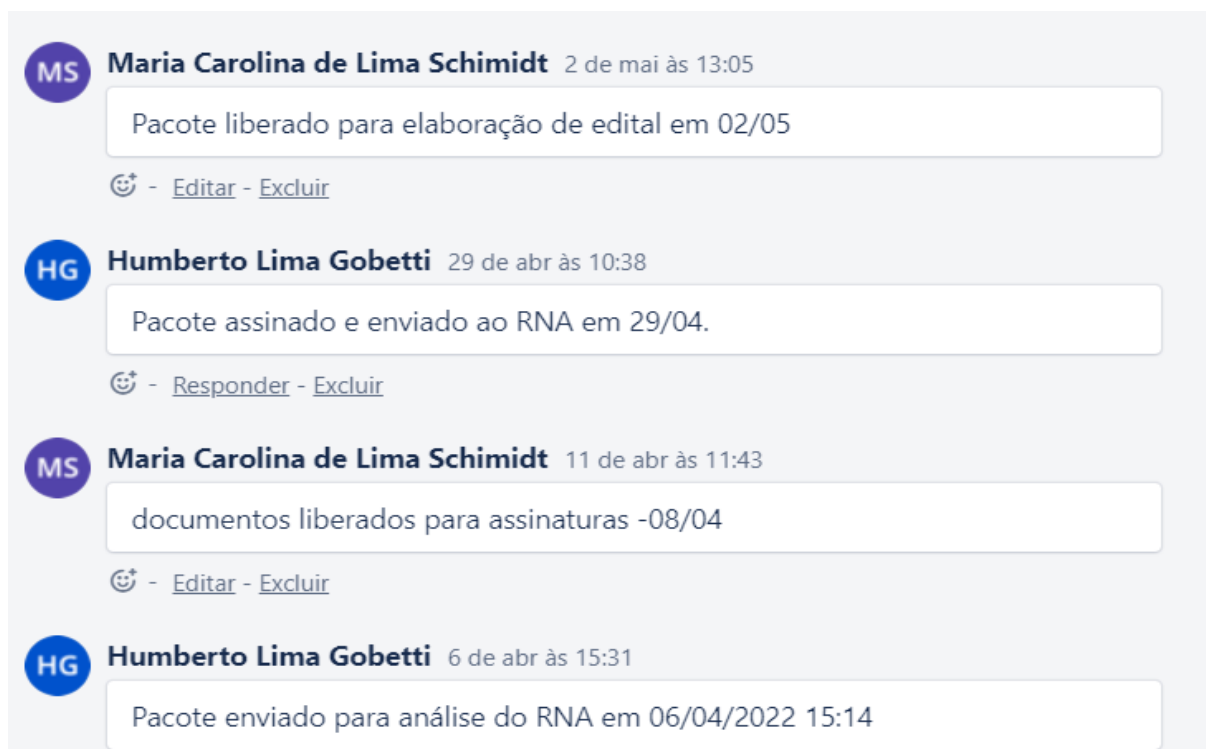 MS
Maria Carolina de Lima Schimidt 2 de mai às 13:05
Pacote liberado para elaboração de edital em 02/05
- Editar - Excluir
HG
Humberto Lima Gobetti 29 de abr às 10:38
Pacote assinado e enviado ao RNA em 29/04.
- Responder - Excluir
MS
Maria Carolina de Lima Schimidt 11 de abr às 11:43
documentos liberados para assinaturas -08/04
- Editar - Excluir
HG
Humberto Lima Gobetti 6 de abr às 15:31
Pacote enviado para análise do RNA em 06/04/2022 15:14